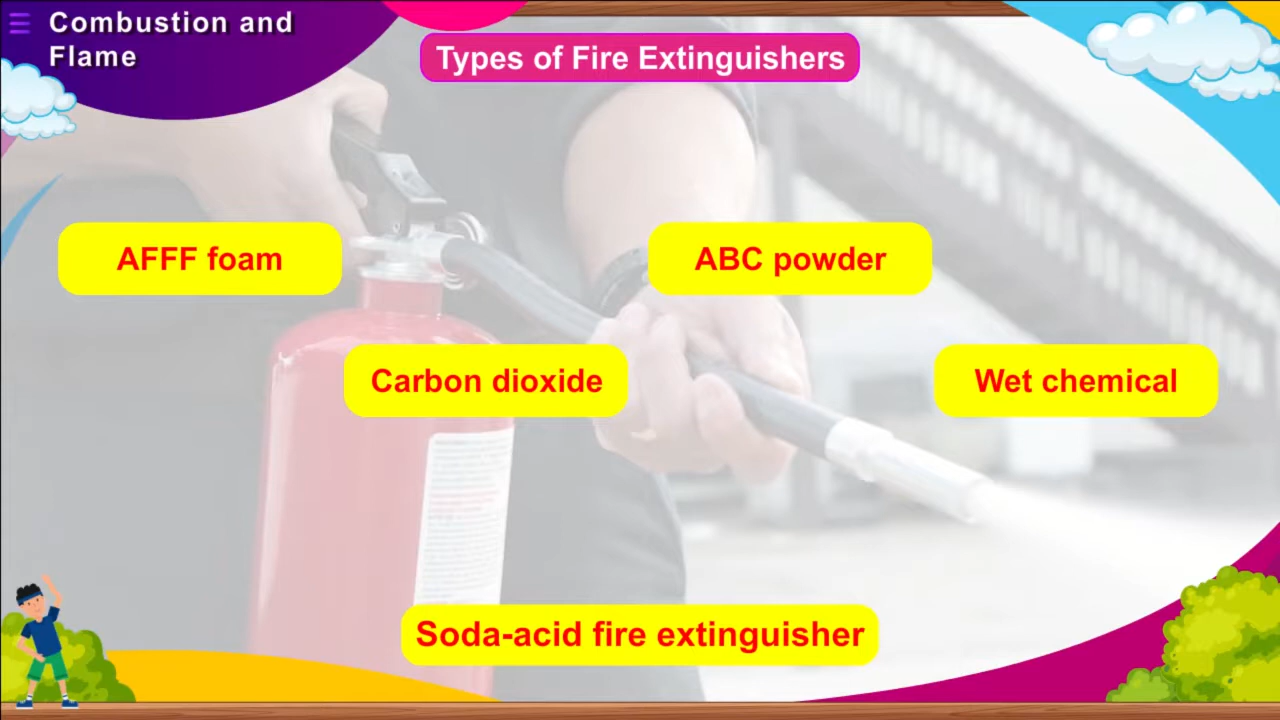 Combustion and
Flame
Types of Fire Extinguishers
AFFF foam
ABC powder
Carbon dioxide
Wet chemical
Soda-acid fire extinguisher